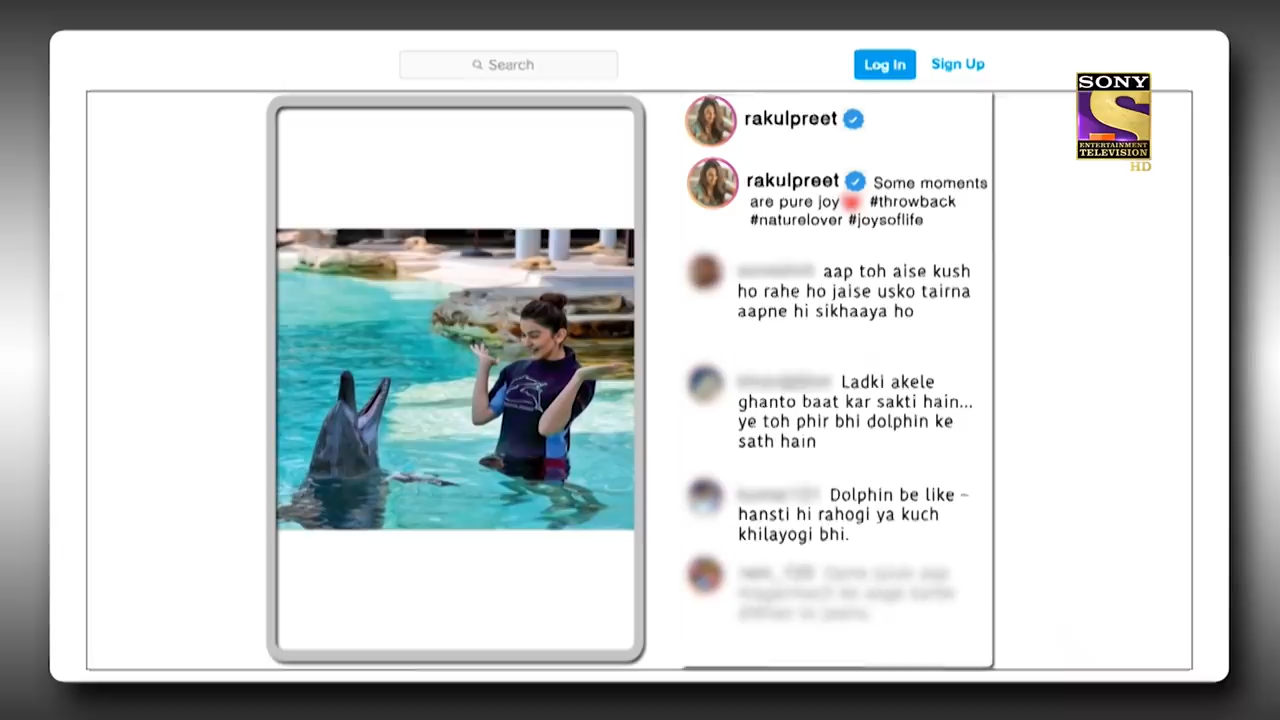 Search
Log In
Sign Up
SONY
S
ENTERTAINMENT
TELEVISION
HD
rakulpreet
rakulpreet Some moments
are pure joy #throwback
#naturelover #joysoflife
aap toh aise kush
ho rahe ho jaise usko tairna
aapne hi sikhaaya ho
Ladki akele
ghanto baat kar sakti hain...
ye toh phir bhi dolphin ke
sath hain
Dolphin be like –
hansti hi rahogi ya kuch
khilayogi bhi.